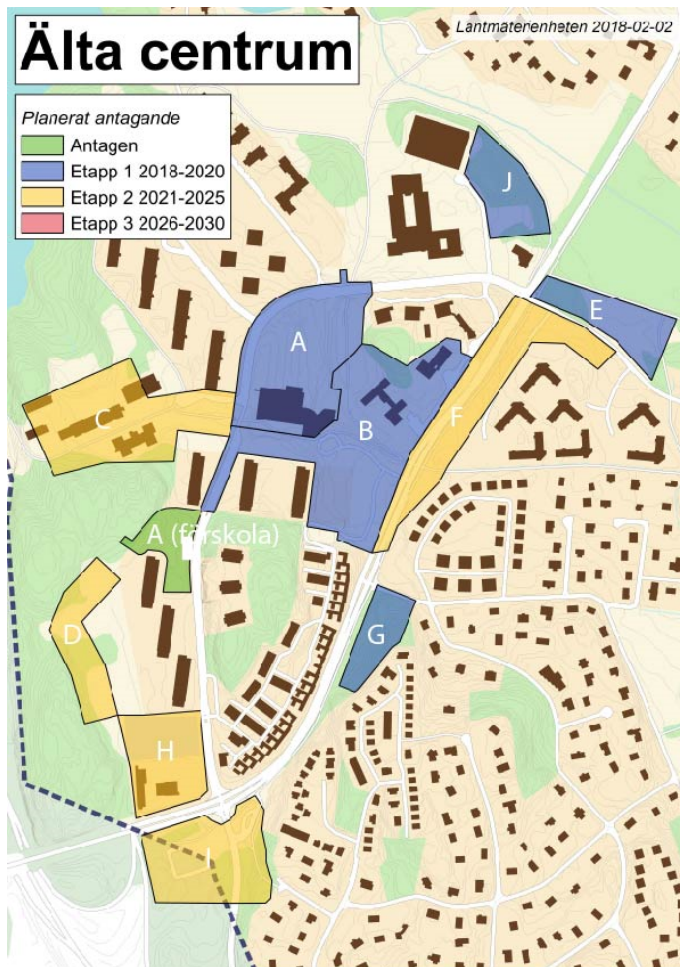 Älta centrum
Lantmäterienheten 2018-02-02
Planerat antagande
Antagen
Etapp 1 2018-2020
Etapp 2 2021-2025
Etapp 3 2026-2030
J
E
A
B
F
C
A (förskola)
D
G
H
I